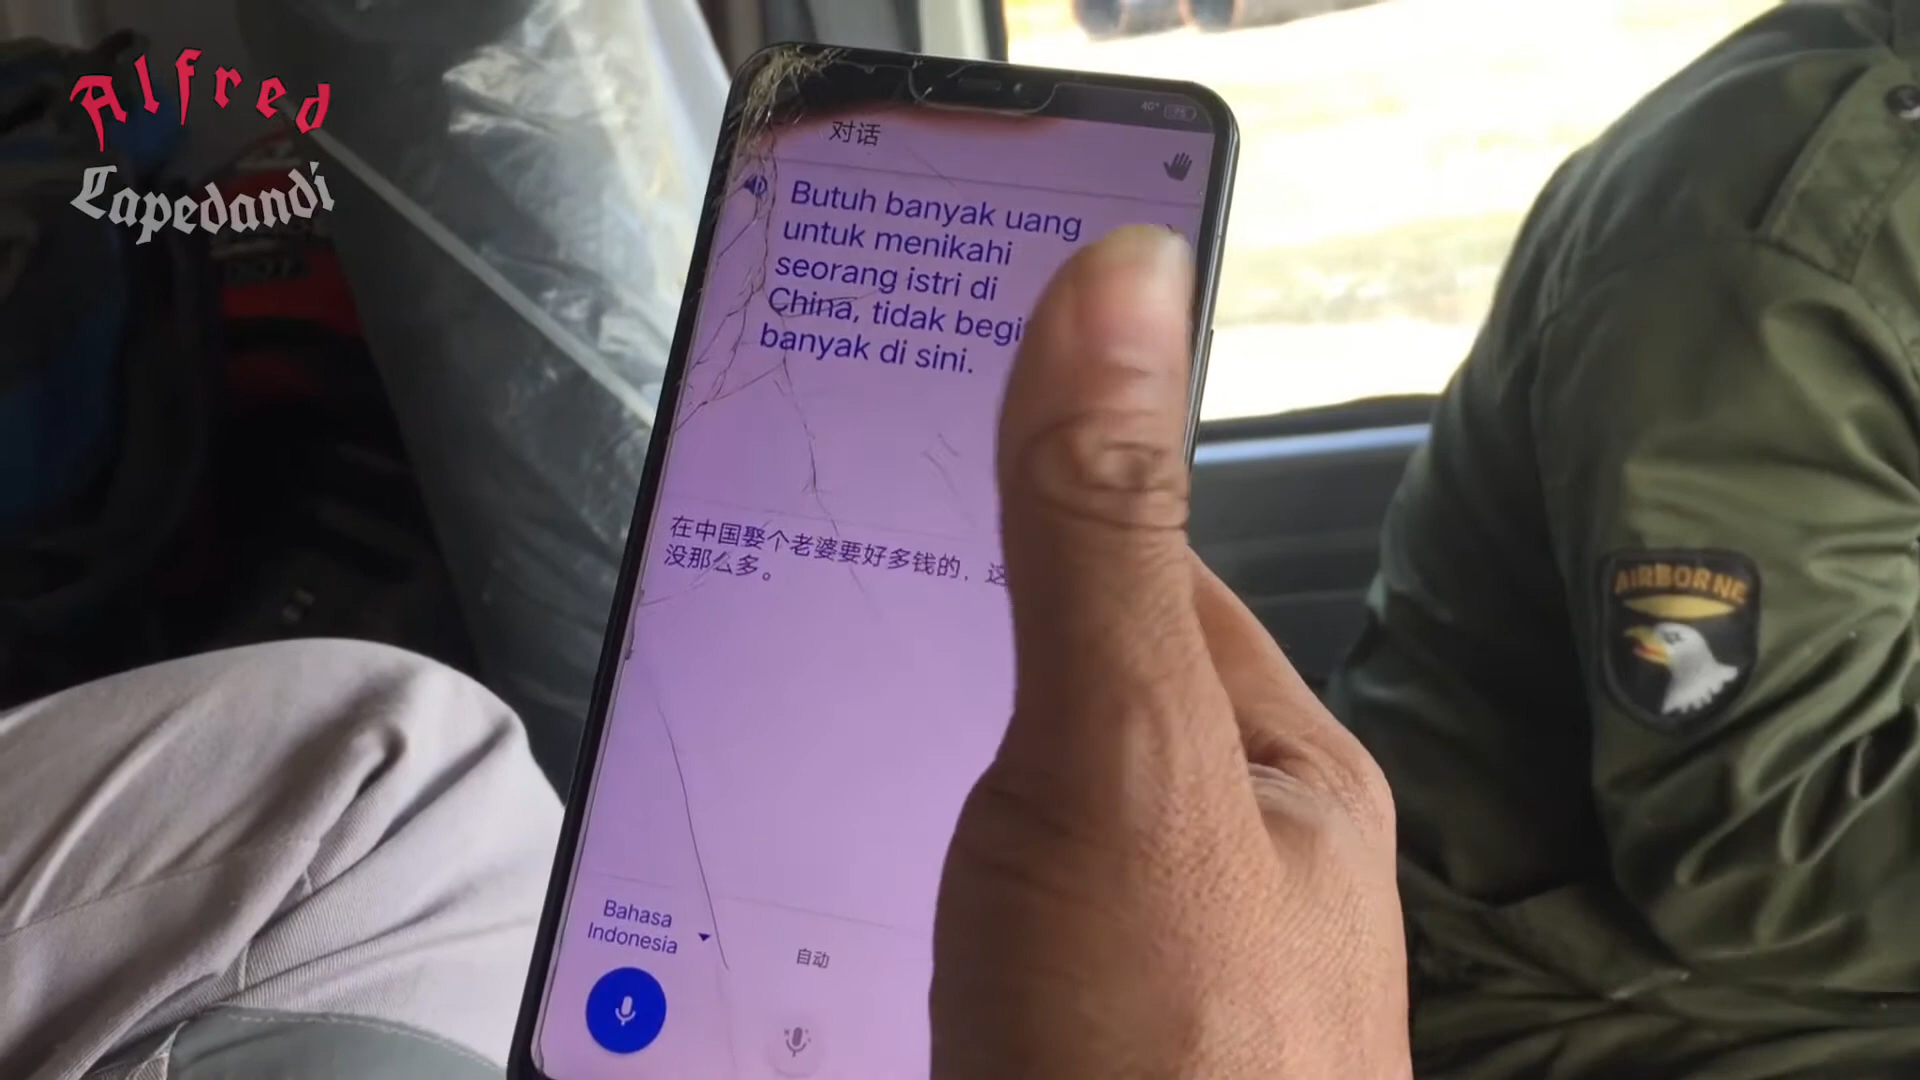 Alfred
Lapedandi
4G+
对话
Butuh banyak uang
untuk menikahi
seorang istri di
China, tidak
banyak di sini.
在中国娶个老婆要好多钱的，这
没那么多。
Bahasa
Indonesia
自动
AIRBORNE